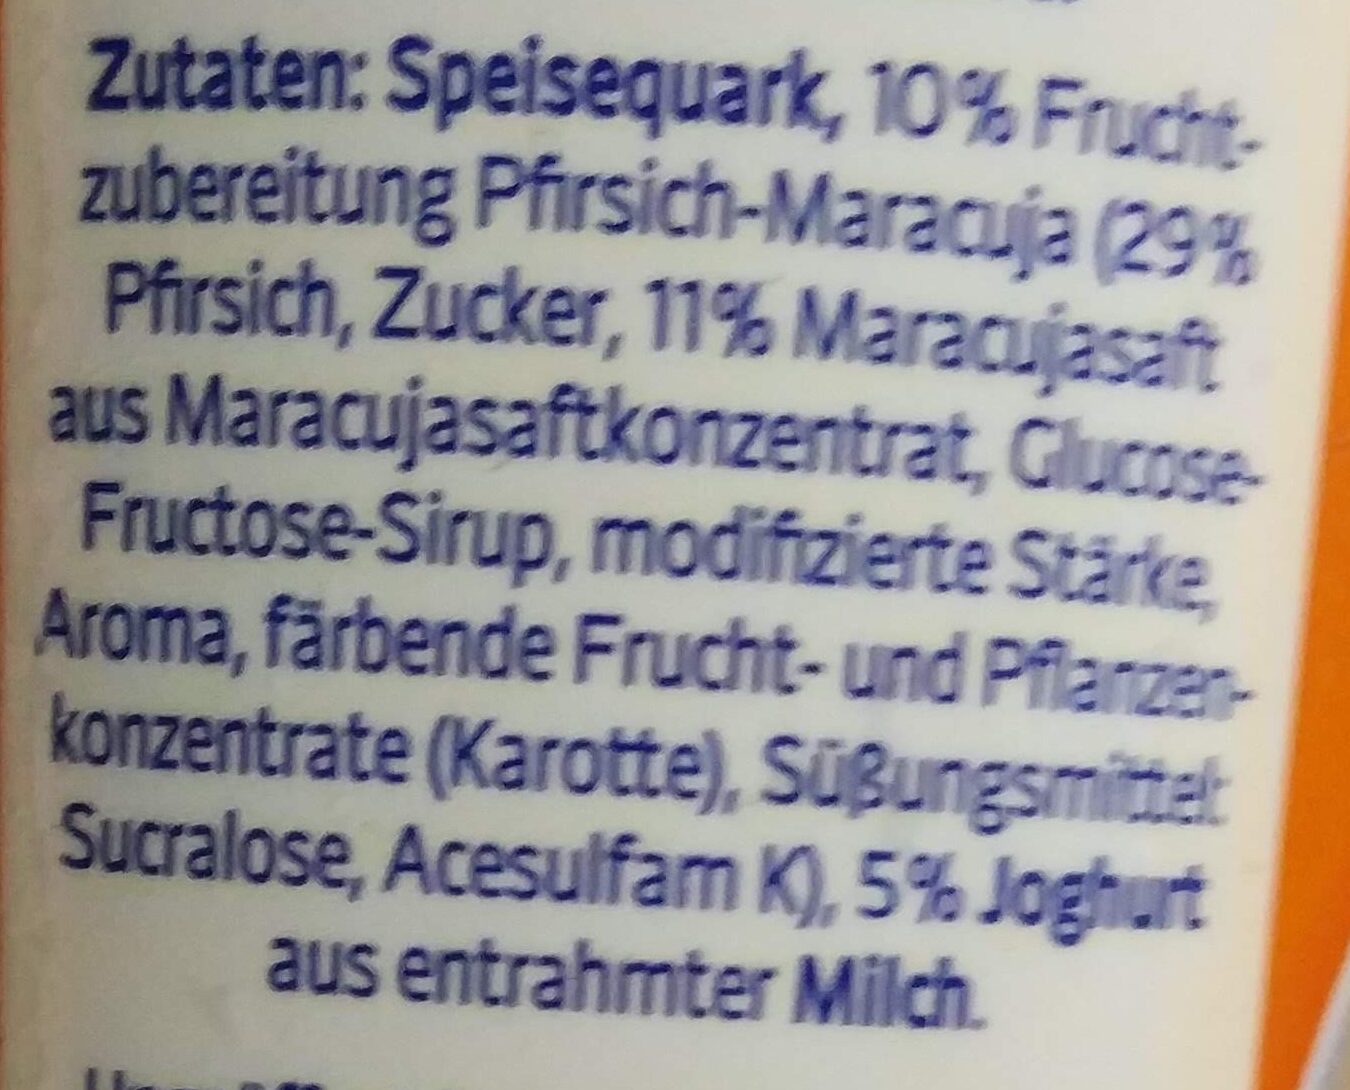 Zutaten: Speisequark, 10% Frucht-
zubereitung Pfirsich-Maracuja (29%
Pfirsich, Zucker, 11% Maracujasaft
aus Maracujasaftkonzentrat, Glucose-
Fructose-Sirup, modifizierte Stärke,
Aroma, färbende Frucht- und Pflanzen-
konzentrate (Karotte), Süßungsmittel:
Sucralose, Acesulfam K), 5% Joghurt
aus entrahmter Milch.